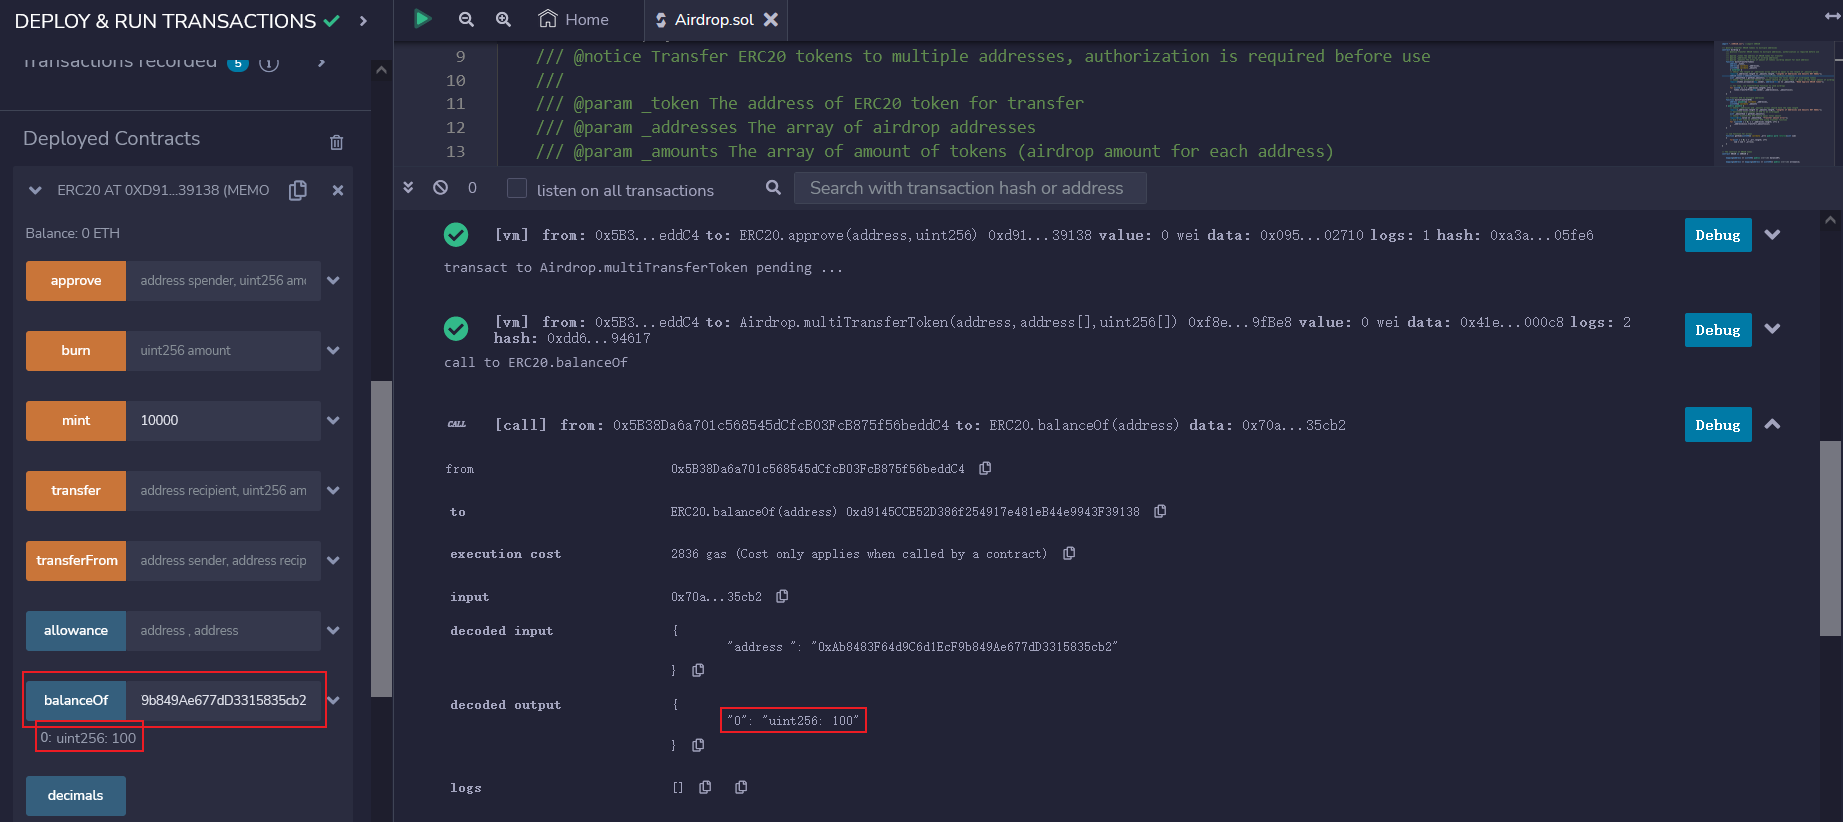 DEPLOY & RUN TRANSACTIONS
Transactions recorded 5 i
Deployed Contracts
ERC20 AT 0XD91...39138 (MEMO
Balance: 0 ETH
approve address spender, uint256 am
burn uint256 amount
mint 10000
transfer address recipient, uint256 am
transferFrom address sender, address recip
allowance address , address
balanceOf 9b849Ae677dD3315835cb2
0: uint256: 100
decimals
Home
Airdrop.sol
9 /// @notice Transfer ERC20 tokens to multiple addresses, authorization is required before use
10 ///
11 /// @param _token The address of ERC20 token for transfer
12 /// @param _addresses The array of airdrop addresses
13 /// @param _amounts The array of amount of tokens (airdrop amount for each address)
0 listen on all transactions Search with transaction hash or address
[vm] from: 0x5B3...eddC4 to: ERC20.approve(address,uint256) 0xd91...39138 value: 0 wei data: 0x095...02710 logs: 1 hash: 0xa3a...05fe6 Debug
transact to Airdrop.multiTransferToken pending ...
[vm] from: 0x5B3...eddC4 to: Airdrop.multiTransferToken(address,address[],uint256[]) 0xf8e...9fBe8 value: 0 wei data: 0x41e...000c8 logs: 2 Debug
hash: 0xdd6...94617
call to ERC20.balanceOf
CALL [call] from: 0x5B38Da6a701c568545dCfcB03FcB875f56beddC4 to: ERC20.balanceOf(address) data: 0x70a...35cb2 Debug
from 0x5B38Da6a701c568545dCfcB03FcB875f56beddC4
to ERC20.balanceOf(address) 0xd9145CCE52D386f254917e481eB44e9943F39138
execution cost 2836 gas (Cost only applies when called by a contract)
input 0x70a...35cb2
decoded input {
"address ": "0xAb8483F64d9C6d1EcF9b849Ae677dD3315835cb2"
}
decoded output {
"0": "uint256: 100"
}
logs []